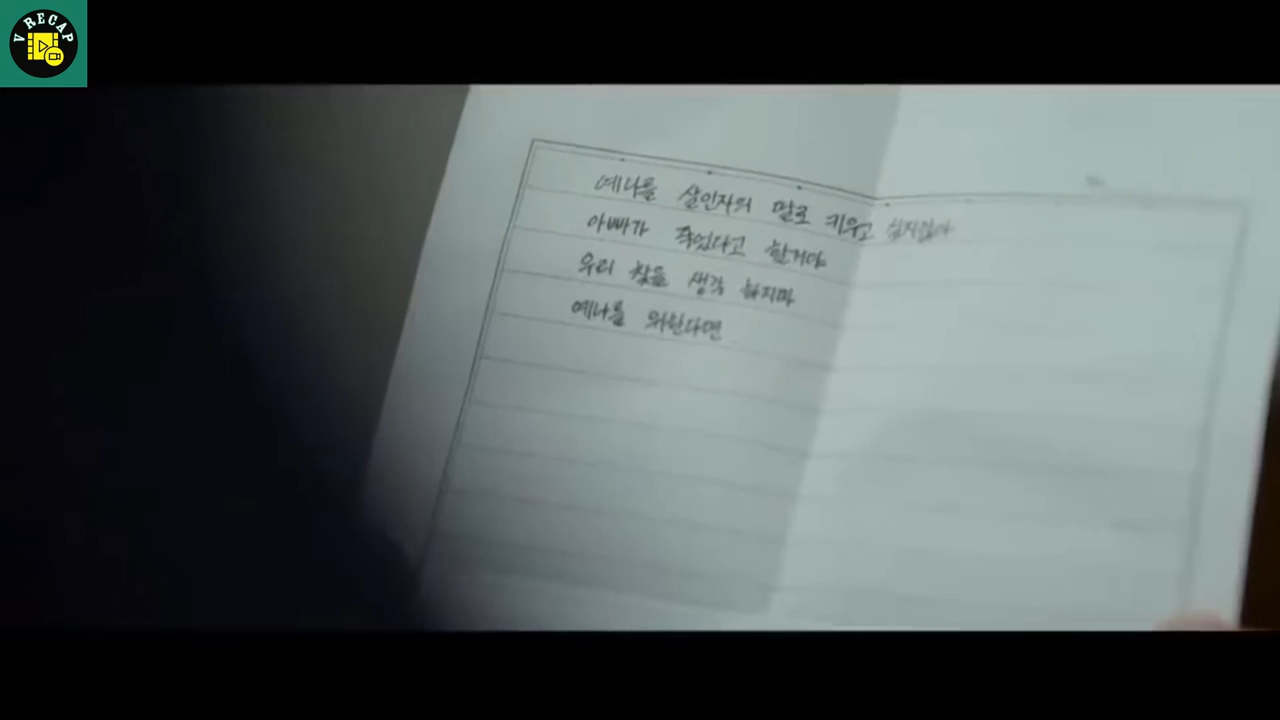 V RECAP
예나를 살인자의 딸로 키우고 싶지않아
아빠가 죽었다고 할거야
우리 찾을 생각 하지마
예나를 위한다면.